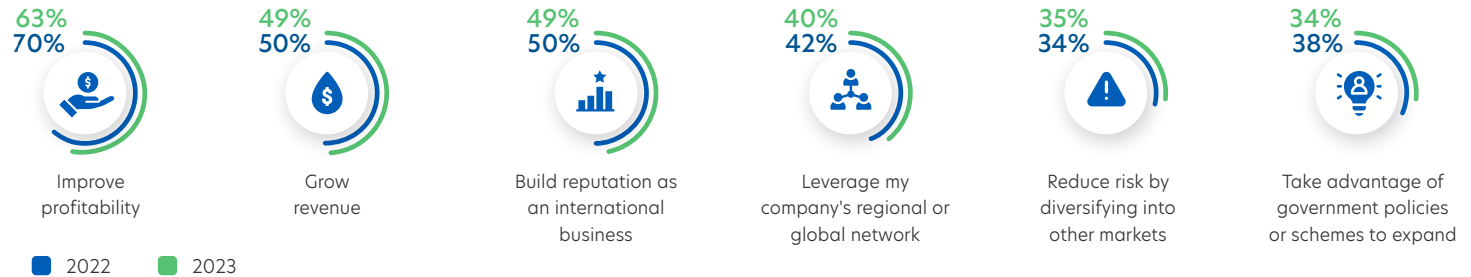 63%
70%
Improve
profitability
49%
50%
Grow
revenue
49%
50%
Build reputation as
an international
business
40%
42%
Leverage my
company's regional or
global network
35%
34%
Reduce risk by
diversifying into
other markets
34%
38%
Take advantage of
government policies
or schemes to expand
2022
2023